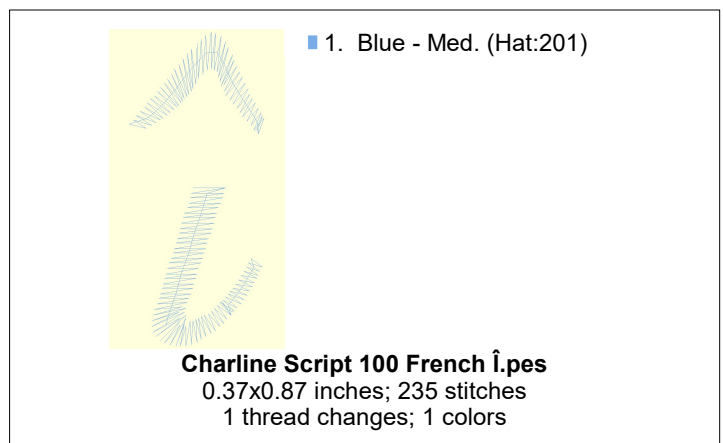 1. Blue - Med. (Hat:201)
î
Charline Script 100 French Î.pes
0.37x0.87 inches; 235 stitches
1 thread changes; 1 colors